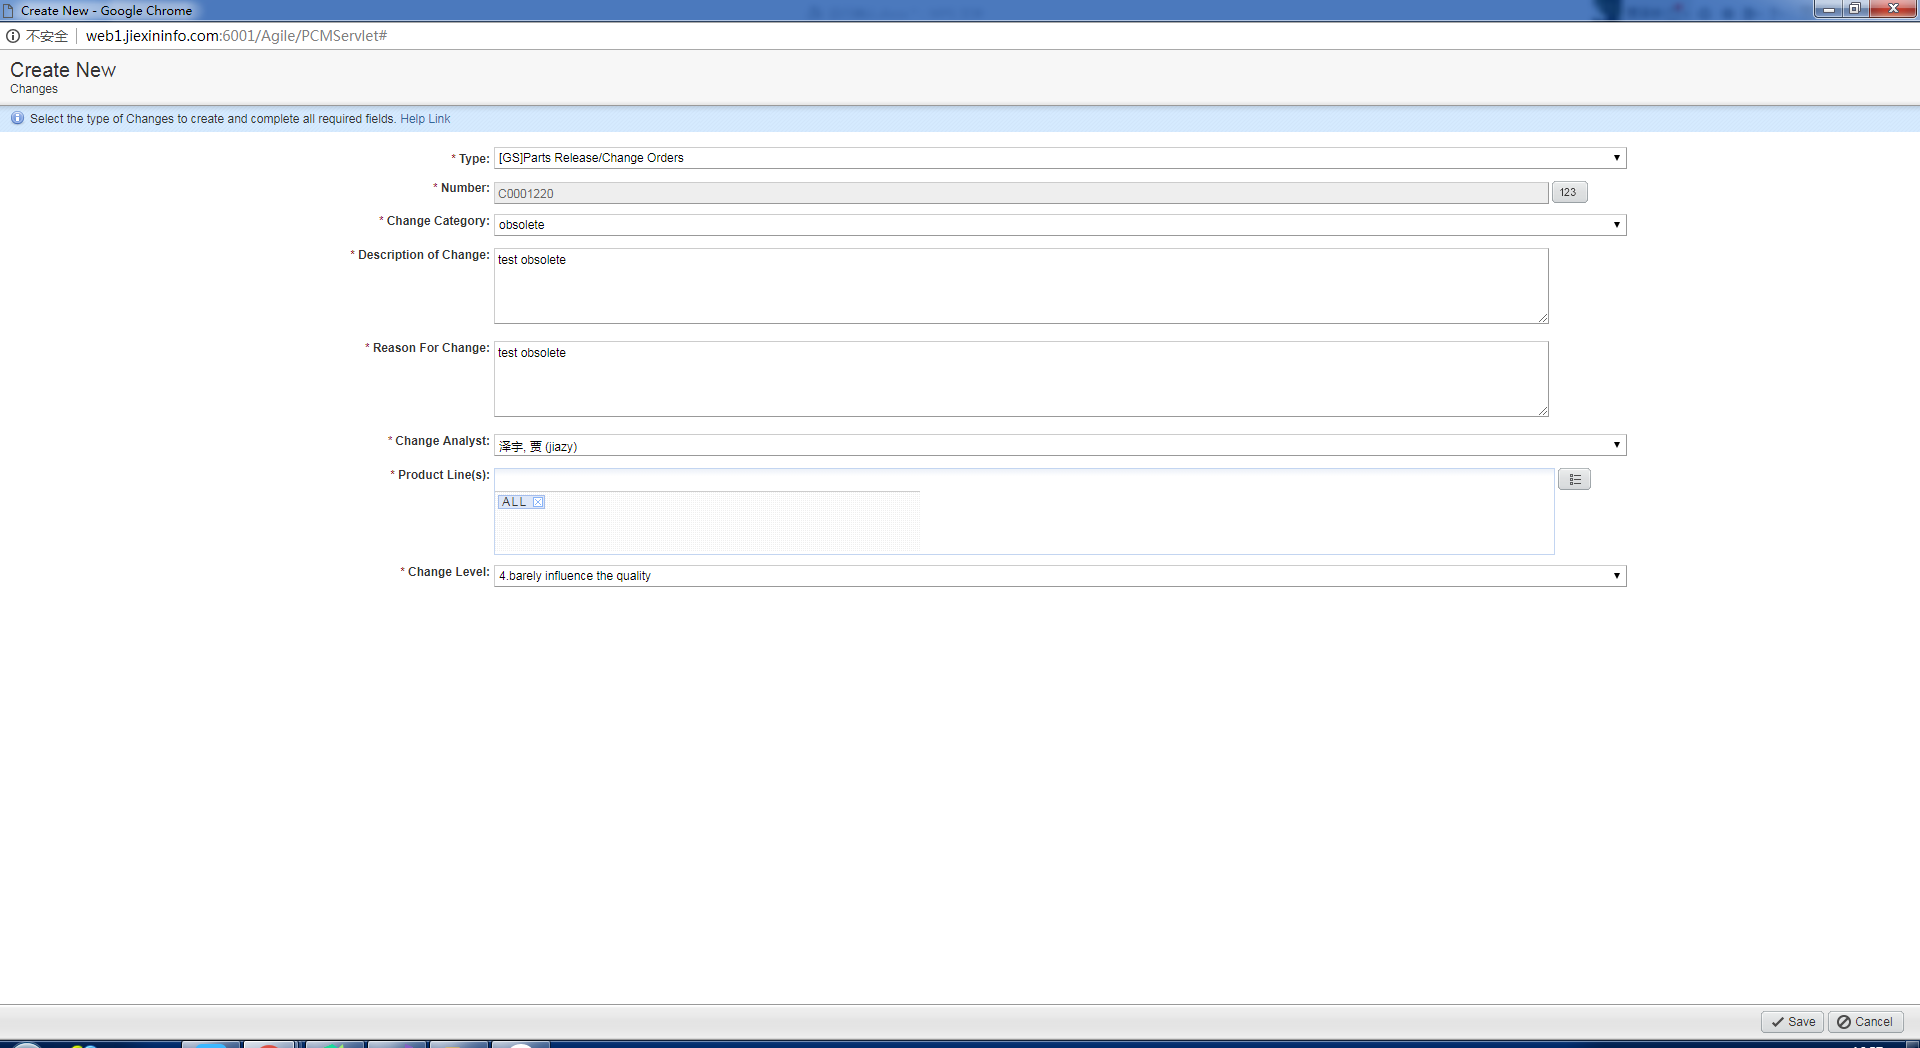 Create New - Google Chrome
不安全 web1.jiexininfo.com:6001/Agile/PCMServlet#
Create New
Changes
Select the type of Changes to create and complete all required fields. Help Link
* Type: [GS]Parts Release/Change Orders
* Number: C0001220 123
* Change Category: obsolete
* Description of Change: test obsolete
* Reason For Change: test obsolete
* Change Analyst: 泽宇, 贾 (jiazy)
* Product Line(s):
ALL
* Change Level: 4.barely influence the quality
Save Cancel